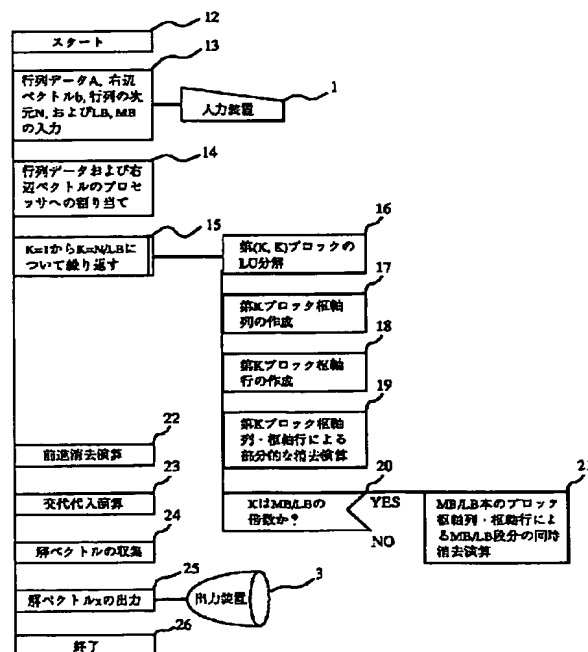 12
スタート
13
行列データA, 右辺
ベクトルb, 行列の次
元N, およびLB, MB
の入力
1
入力装置
14
行列データおよび右
辺ベクトルのプロセ
ッサへの割り当て
15
K=1からK=N/LBに
ついて繰り返す
16
第(K, K)ブロックの
LU分解
17
第Kブロック枢軸
列の作成
18
第Kブロック枢軸
行の作成
19
第Kブロック枢軸
列・枢軸行による
部分的な消去演算
20
KはMB/LBの
倍数か?
YES
NO
21
MB/LB本のブロック
枢軸列・枢軸行によ
るMB/LB段分の同時
消去演算
22
前進消去演算
23
交代代入演算
24
解ベクトルの収集
25
解ベクトルxの出力
3
出力装置
26
終了